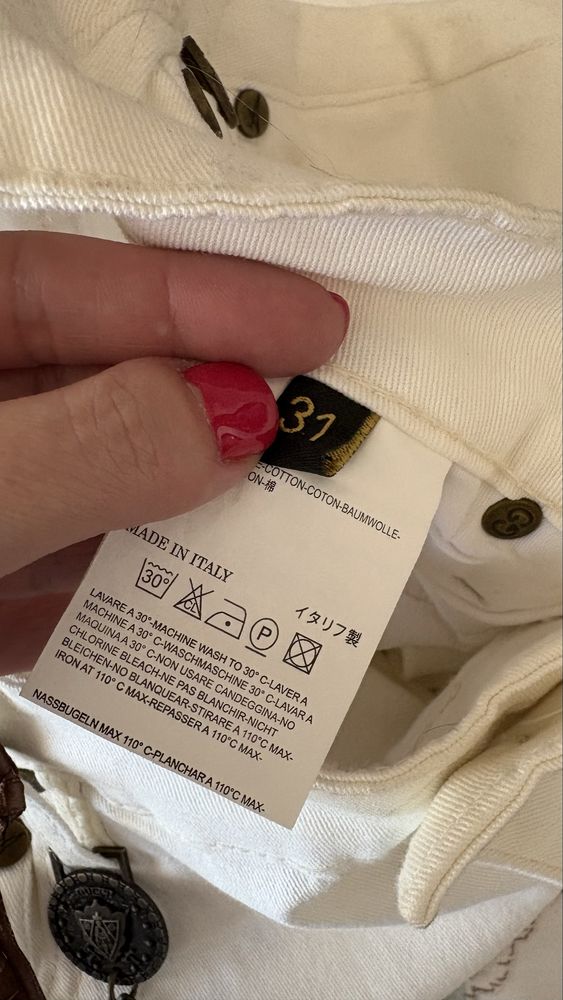 31
-COTTON-COTON-BAUMWOLLE-
ON-棉
MADE IN ITALY
イタリア製
30°
CL
P
LAVARE A 30°-MACHINE WASH TO 30° C-LAVER A
MACHINE A 30° C-WASCHMASCHINE 30° C-LAVAR A
MAQUINA A 30° C-NON USARE CANDEGGINA-NO
CHLORINE BLEACH-NE PAS BLANCHIR-NICHT
BLEICHEN-NO BLANQUEAR-STIRARE A 110°C MAX-
IRON AT 110° C MAX-REPASSER A 110°C MAX-
NASSBUGELN MAX 110° C-PLANCHAR A 110°C MAX-
GUCCI